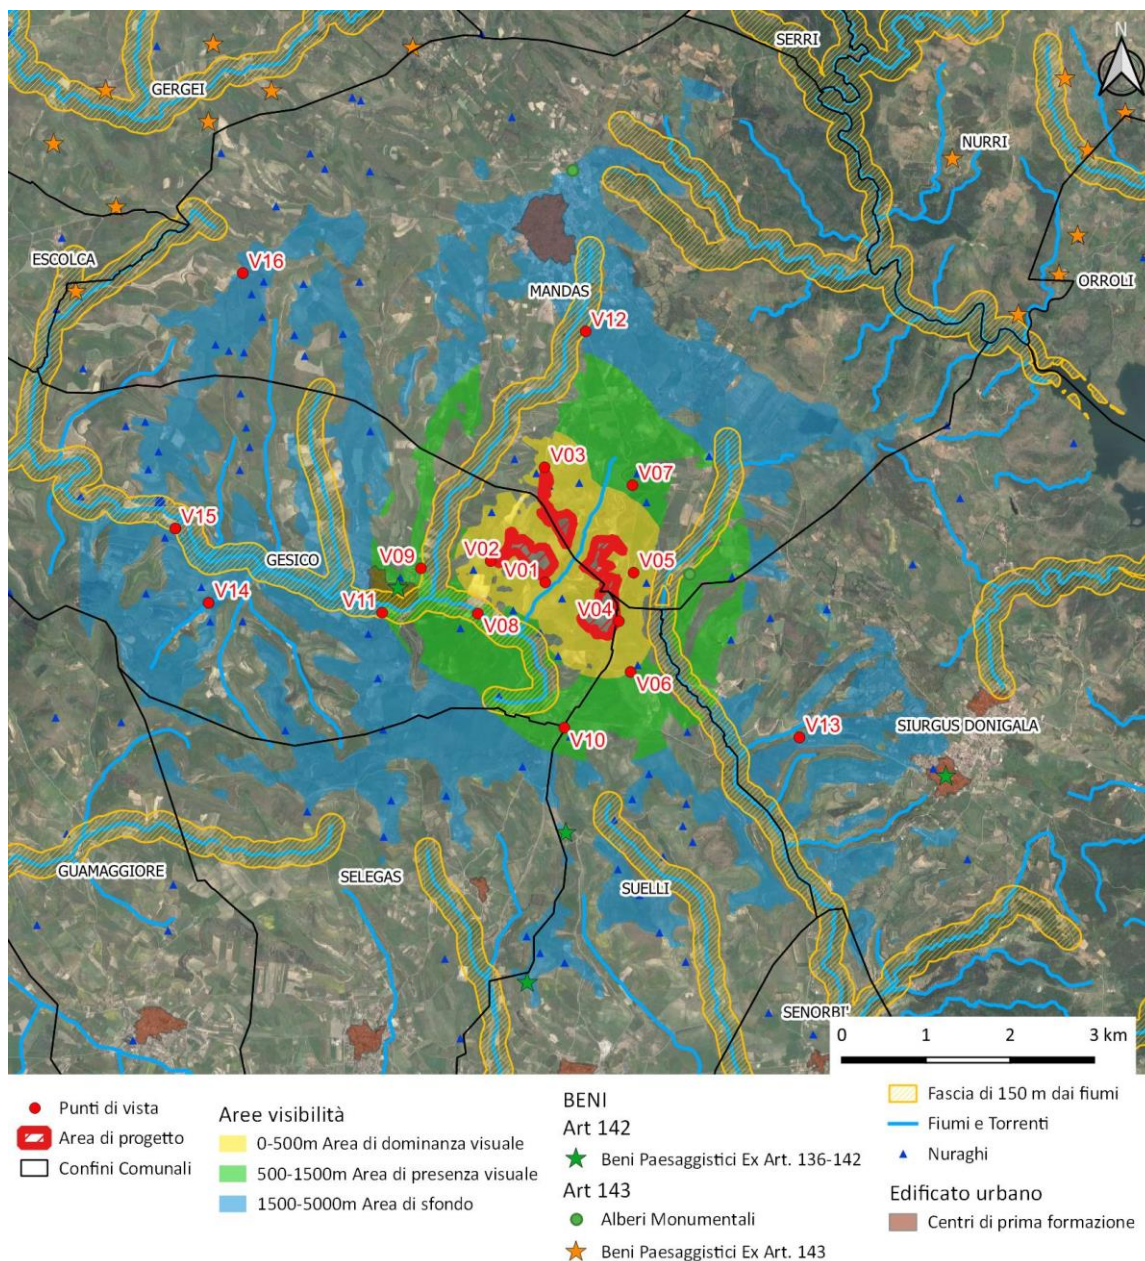 SERRI
N
GERGEI
NURRI
ESCOLCA
V16
ORROLI
MANDAS
V12
V03
V07
V15
GESICO
V09
V02
V01
V05
V14
V11
V08
V04
V06
V10
V13
SIURGUS DONIGALA
GUAMAGGIORE
SELEGAS
SUELLI
SENORBI'
0 1 2 3 km
Punti di vista
Area di progetto
Confini Comunali
Aree visibilità
0-500m Area di dominanza visuale
500-1500m Area di presenza visuale
1500-5000m Area di sfondo
BENI
Art 142
Beni Paesaggistici Ex Art. 136-142
Art 143
Alberi Monumentali
Beni Paesaggistici Ex Art. 143
Fascia di 150 m dai fiumi
Fiumi e Torrenti
Nuraghi
Edificato urbano
Centri di prima formazione